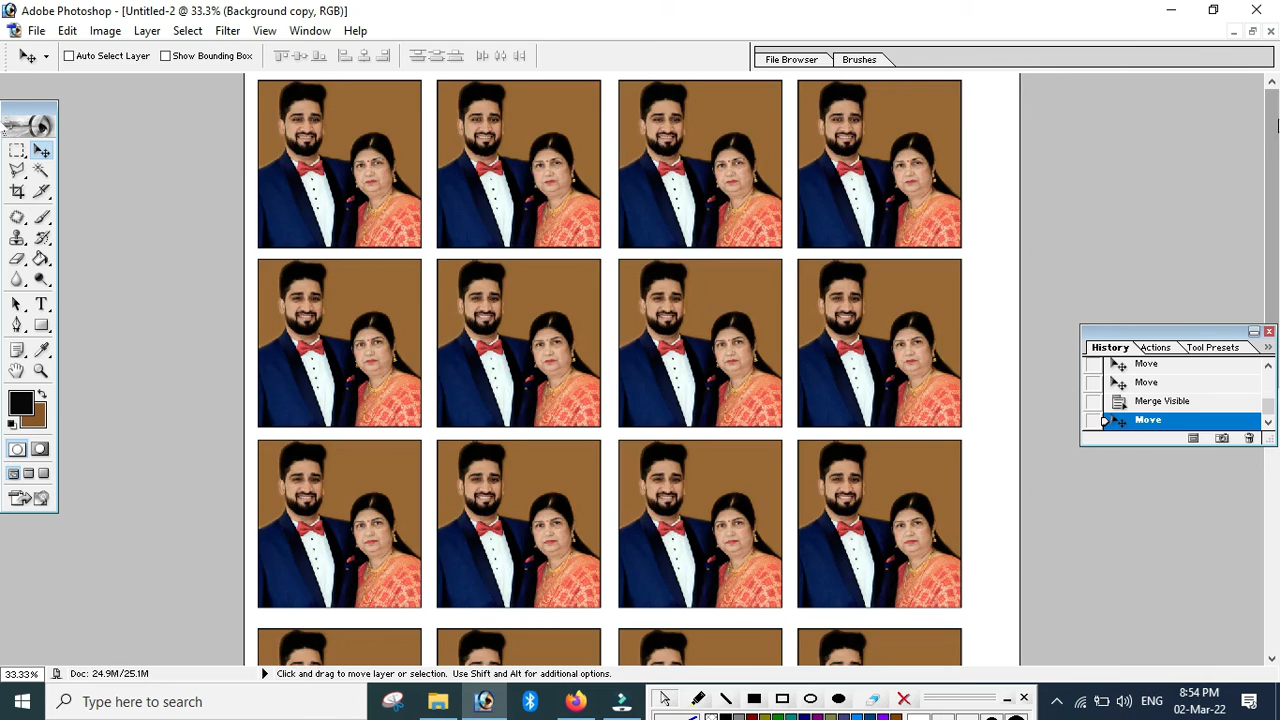 Adobe Photoshop - [Untitled-2 @ 33.3% (Background copy, RGB)]
File Edit Image Layer Select Filter View Window Help
Auto Select Layer Show Bounding Box File Browser Brushes
History Actions Tool Presets
Move
Move
Merge Visible
Move
33.33% Doc: 24.9M/25.1M Click and drag to move layer or selection. Use Shift and Alt for additional options.
Type here to search
ENG
8:54 PM
02-Mar-22